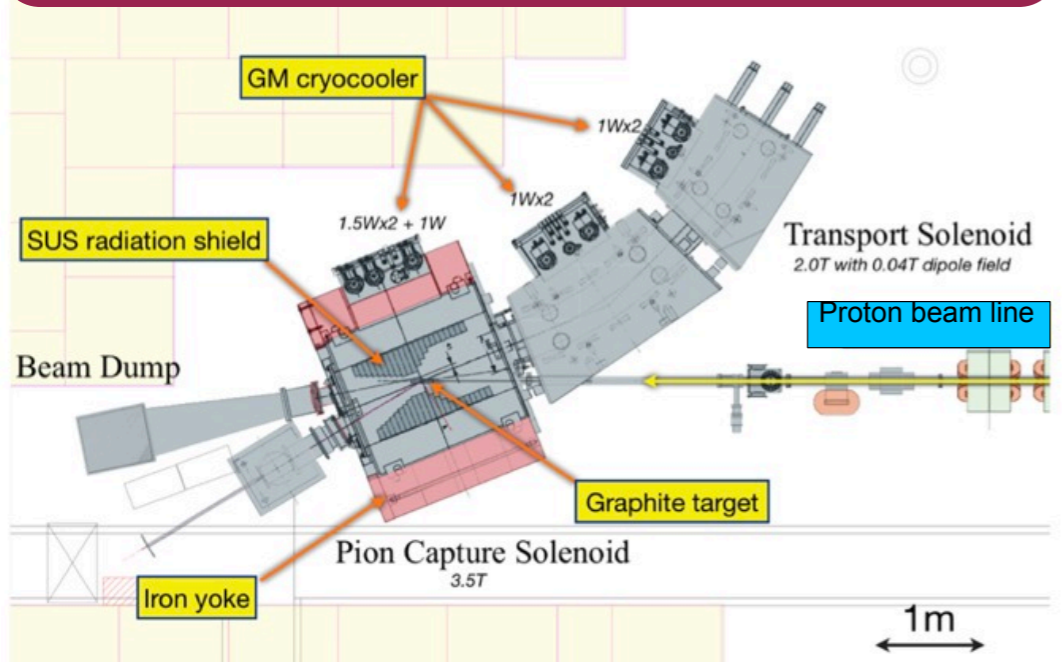 GM cryocooler
1Wx2
1Wx2
1.5Wx2 + 1W
SUS radiation shield
Transport Solenoid
2.0T with 0.04T dipole field
Proton beam line
Beam Dump
Graphite target
Pion Capture Solenoid
3.5T
Iron yoke
1m